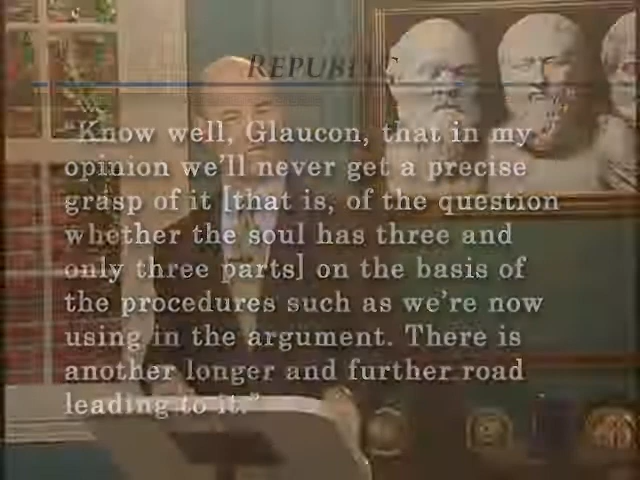 REPUBLIC
"Know well, Glaucon, that in my
opinion we'll never get a precise
grasp of it [that is, of the question
whether the soul has three and
only three parts] on the basis of
the procedures such as we're now
using in the argument. There is
another longer and further road
leading to it."